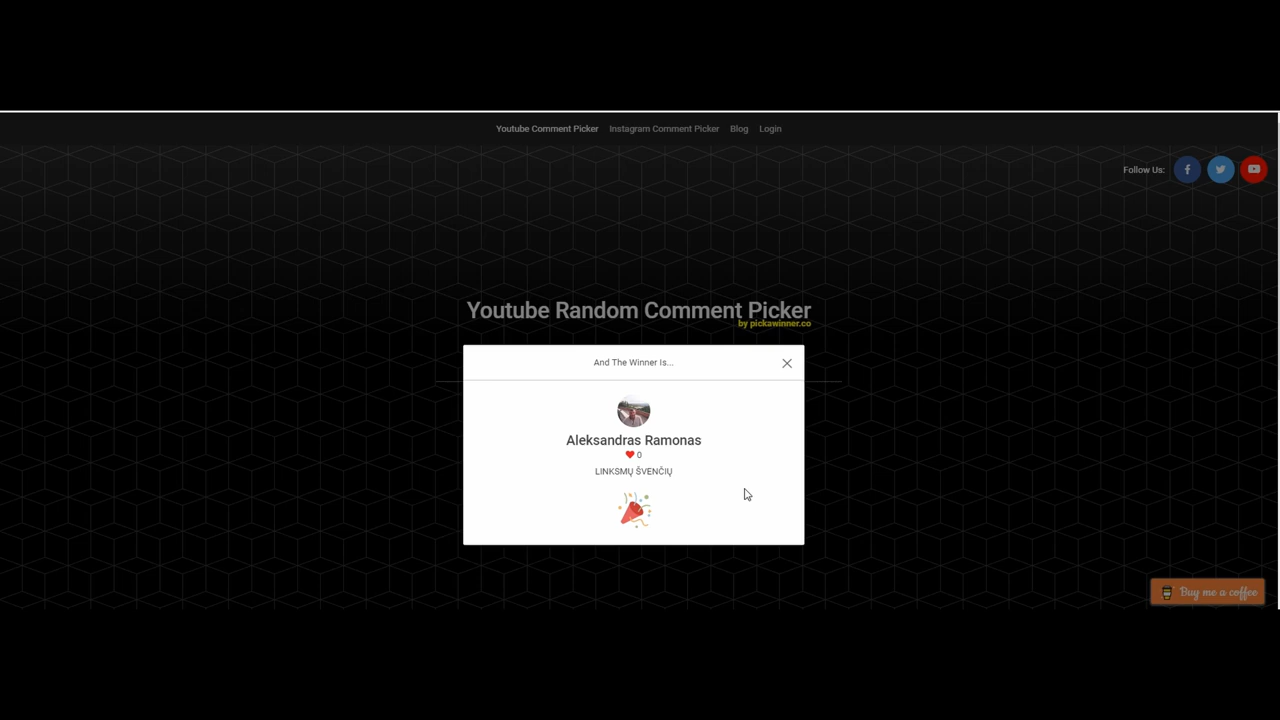 Youtube Comment Picker Instagram Comment Picker Blog Login
Follow Us:
Youtube Random Comment Picker
by pickawinner.co
And The Winner Is...
Aleksandras Ramonas
0
LINKSMŲ ŠVENČIŲ
Buy me a coffee